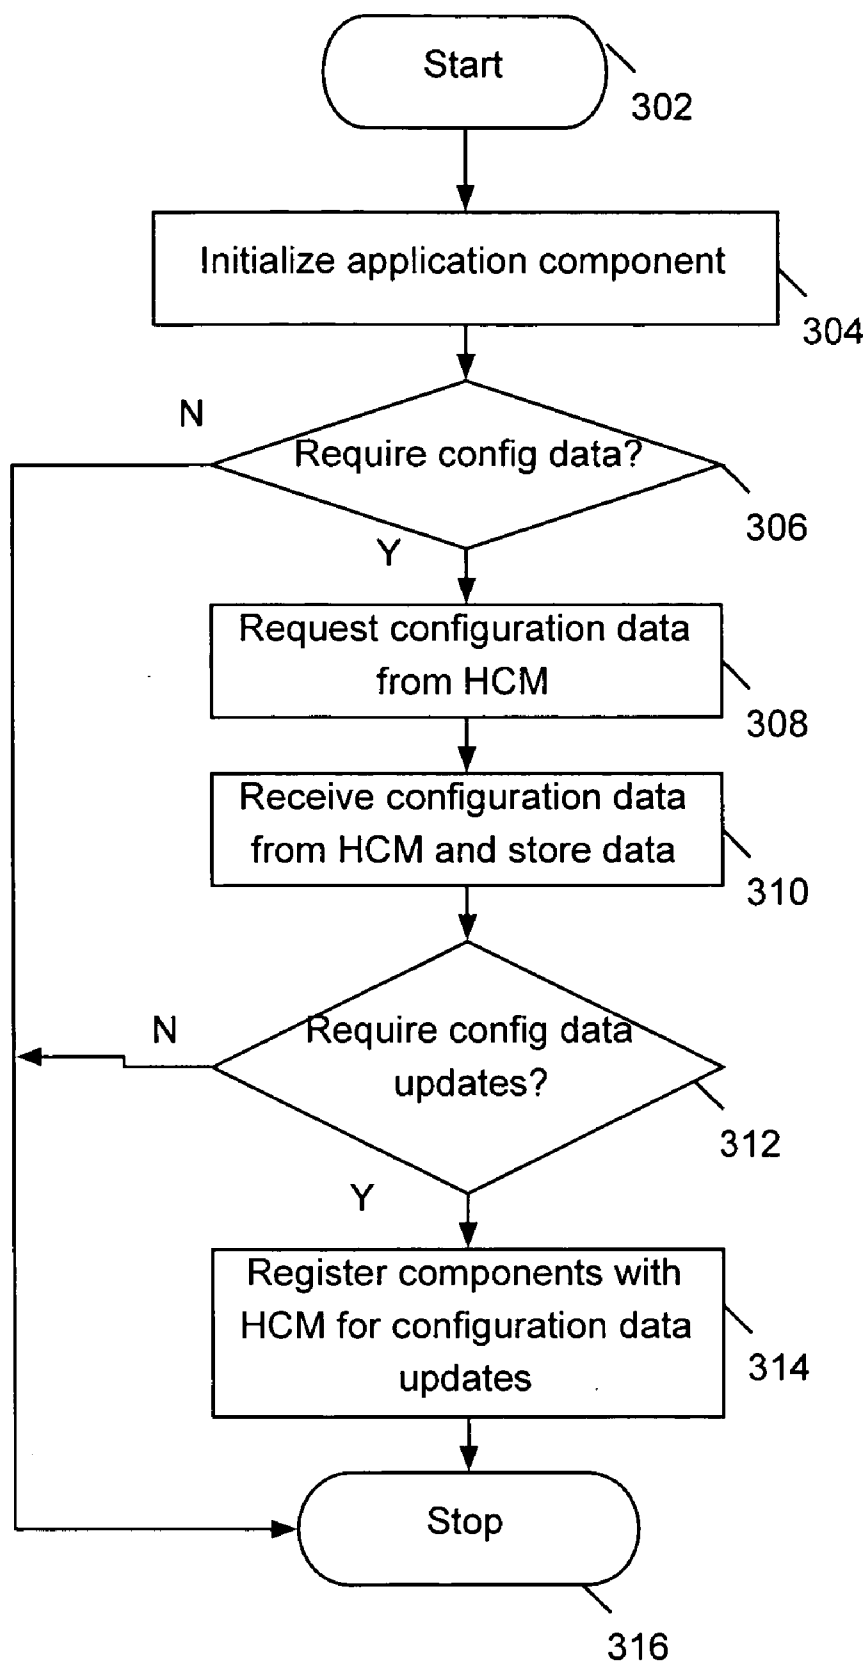 Start
302
Initialize application component
304
N
Require config data?
306
Y
Request configuration data
from HCM
308
Receive configuration data
from HCM and store data
310
N
Require config data
updates?
312
Y
Register components with
HCM for configuration data
updates
314
Stop
316